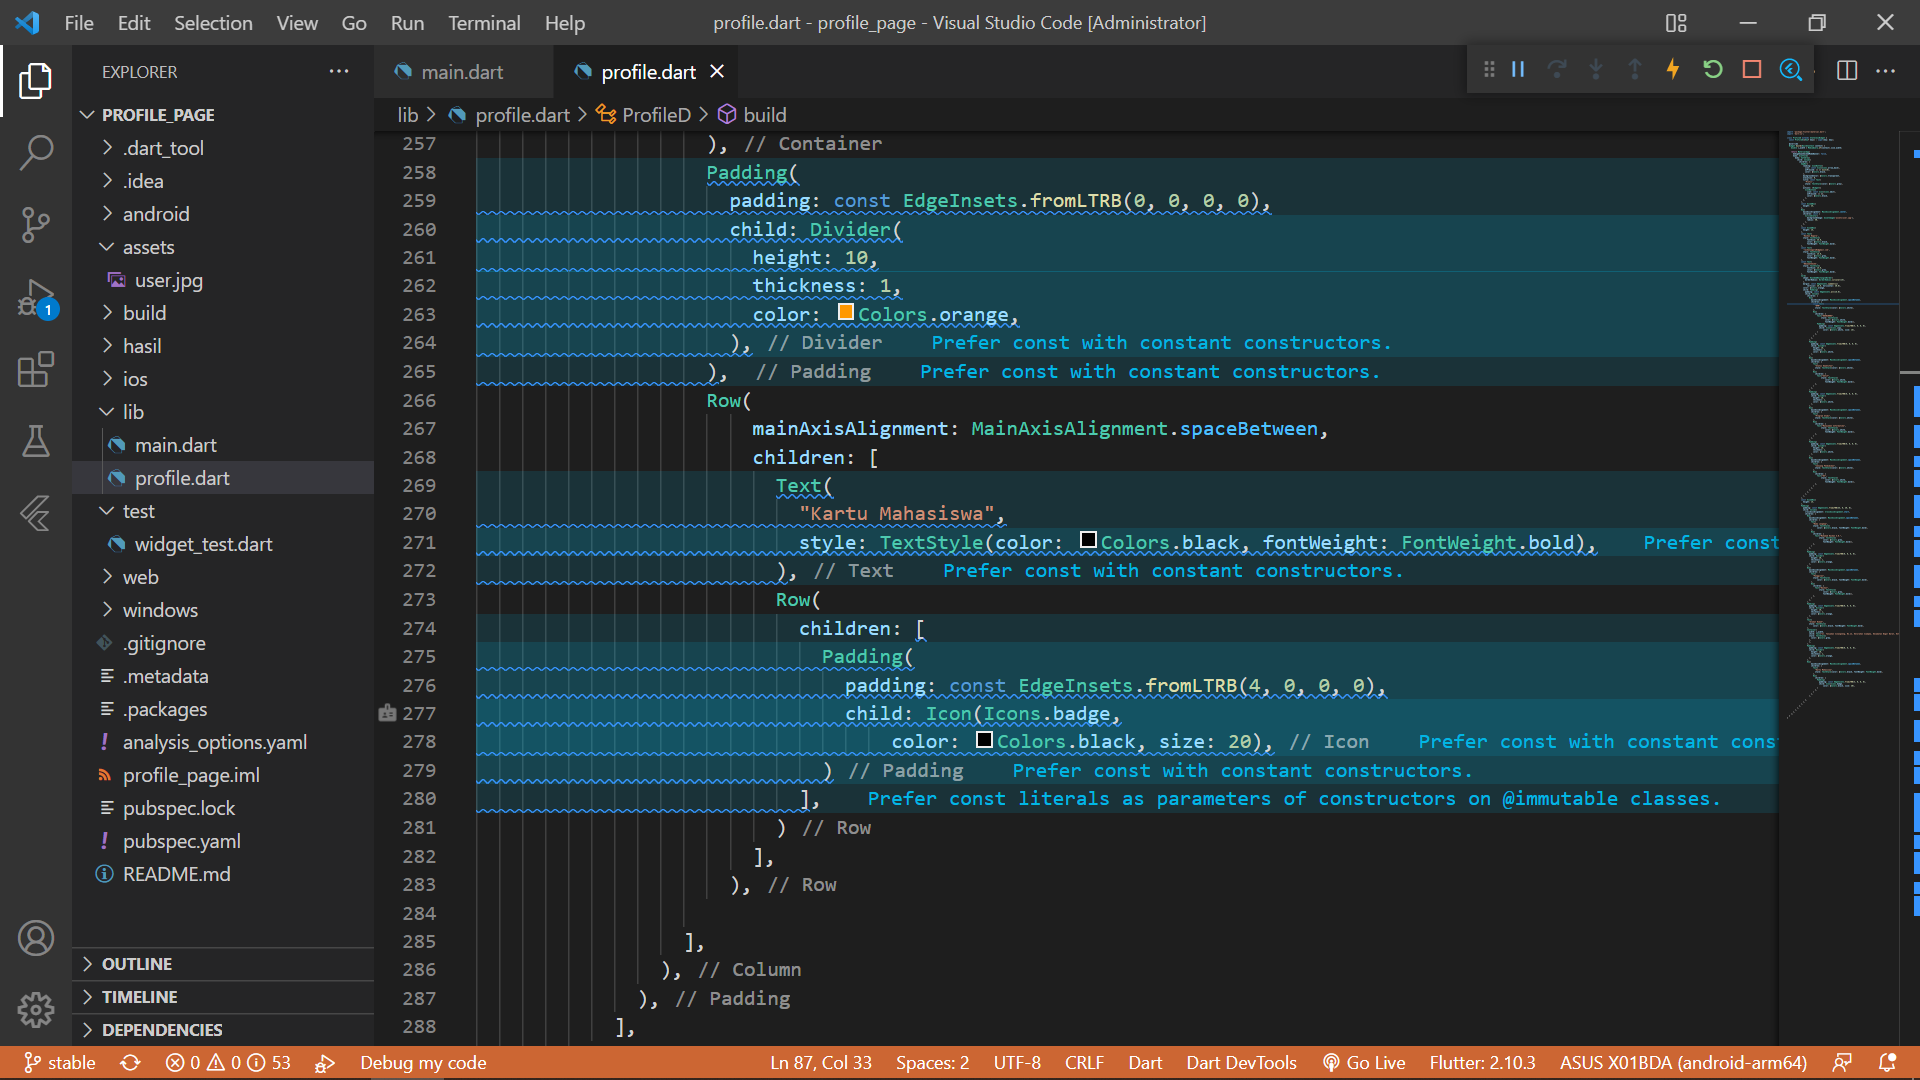 File Edit Selection View Go Run Terminal Help
profile.dart - profile_page - Visual Studio Code [Administrator]
EXPLORER
PROFILE_PAGE
.dart_tool
.idea
android
assets
user.jpg
build
hasil
ios
lib
main.dart
profile.dart
test
widget_test.dart
web
windows
.gitignore
.metadata
.packages
analysis_options.yaml
profile_page.iml
pubspec.lock
pubspec.yaml
README.md
OUTLINE
TIMELINE
DEPENDENCIES
1
main.dart profile.dart
lib > profile.dart > ProfileD > build
257 ), // Container
258 Padding(
259 padding: const EdgeInsets.fromLTRB(0, 0, 0, 0),
260 child: Divider(
261 height: 10,
262 thickness: 1,
263 color: Colors.orange,
264 ), // Divider Prefer const with constant constructors.
265 ), // Padding Prefer const with constant constructors.
266 Row(
267 mainAxisAlignment: MainAxisAlignment.spaceBetween,
268 children: [
269 Text(
270 "Kartu Mahasiswa",
271 style: TextStyle(color: Colors.black, fontWeight: FontWeight.bold), Prefer const
272 ), // Text Prefer const with constant constructors.
273 Row(
274 children: [
275 Padding(
276 padding: const EdgeInsets.fromLTRB(4, 0, 0, 0),
277 child: Icon(Icons.badge,
278 color: Colors.black, size: 20), // Icon Prefer const with constant cons
279 ) // Padding Prefer const with constant constructors.
280 ], Prefer const literals as parameters of constructors on @immutable classes.
281 ) // Row
282 ],
283 ), // Row
284
285 ],
286 ), // Column
287 ), // Padding
288 ],
stable 0 0 53 Debug my code Ln 87, Col 33 Spaces: 2 UTF-8 CRLF Dart Dart DevTools Go Live Flutter: 2.10.3 ASUS X01BDA (android-arm64)